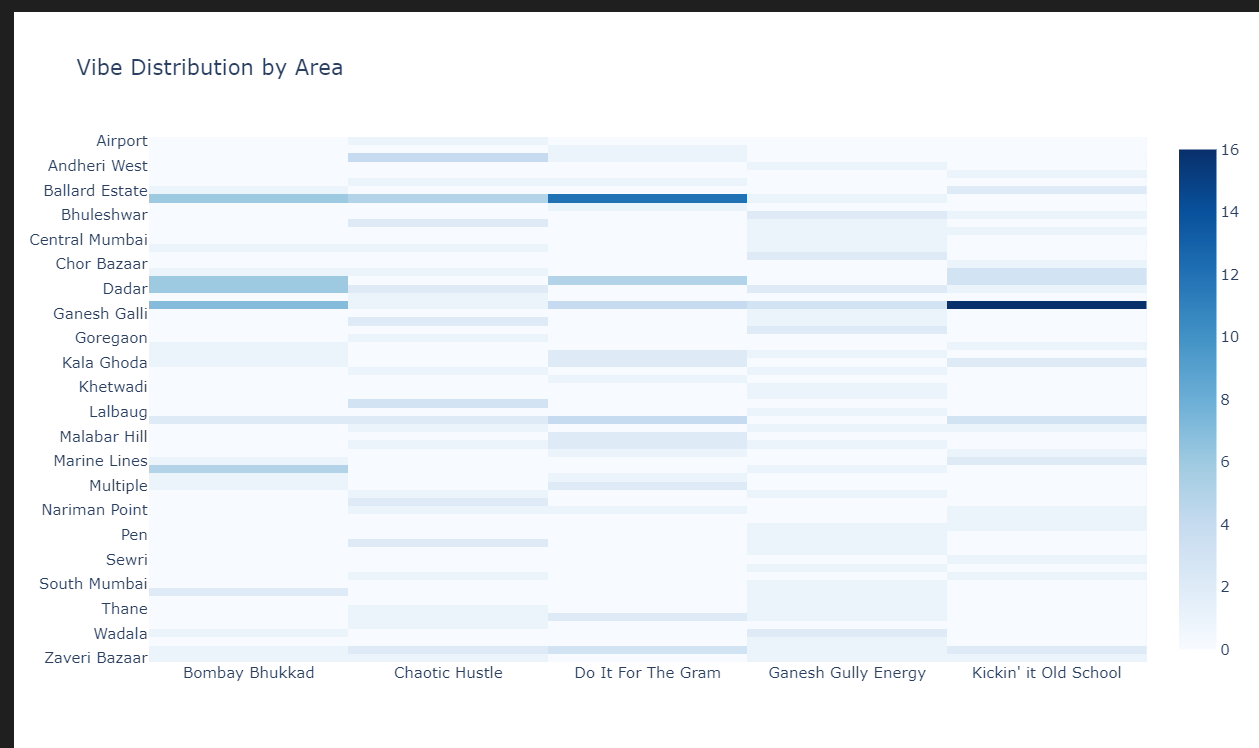 Vibe Distribution by Area
Airport
Andheri West
Ballard Estate
Bhuleshwar
Central Mumbai
Chor Bazaar
Dadar
Ganesh Galli
Goregaon
Kala Ghoda
Khetwadi
Lalbaug
Malabar Hill
Marine Lines
Multiple
Nariman Point
Pen
Sewri
South Mumbai
Thane
Wadala
Zaveri Bazaar
Bombay Bhukkad
Chaotic Hustle
Do It For The Gram
Ganesh Gully Energy
Kickin' it Old School
16
14
12
10
8
6
4
2
0